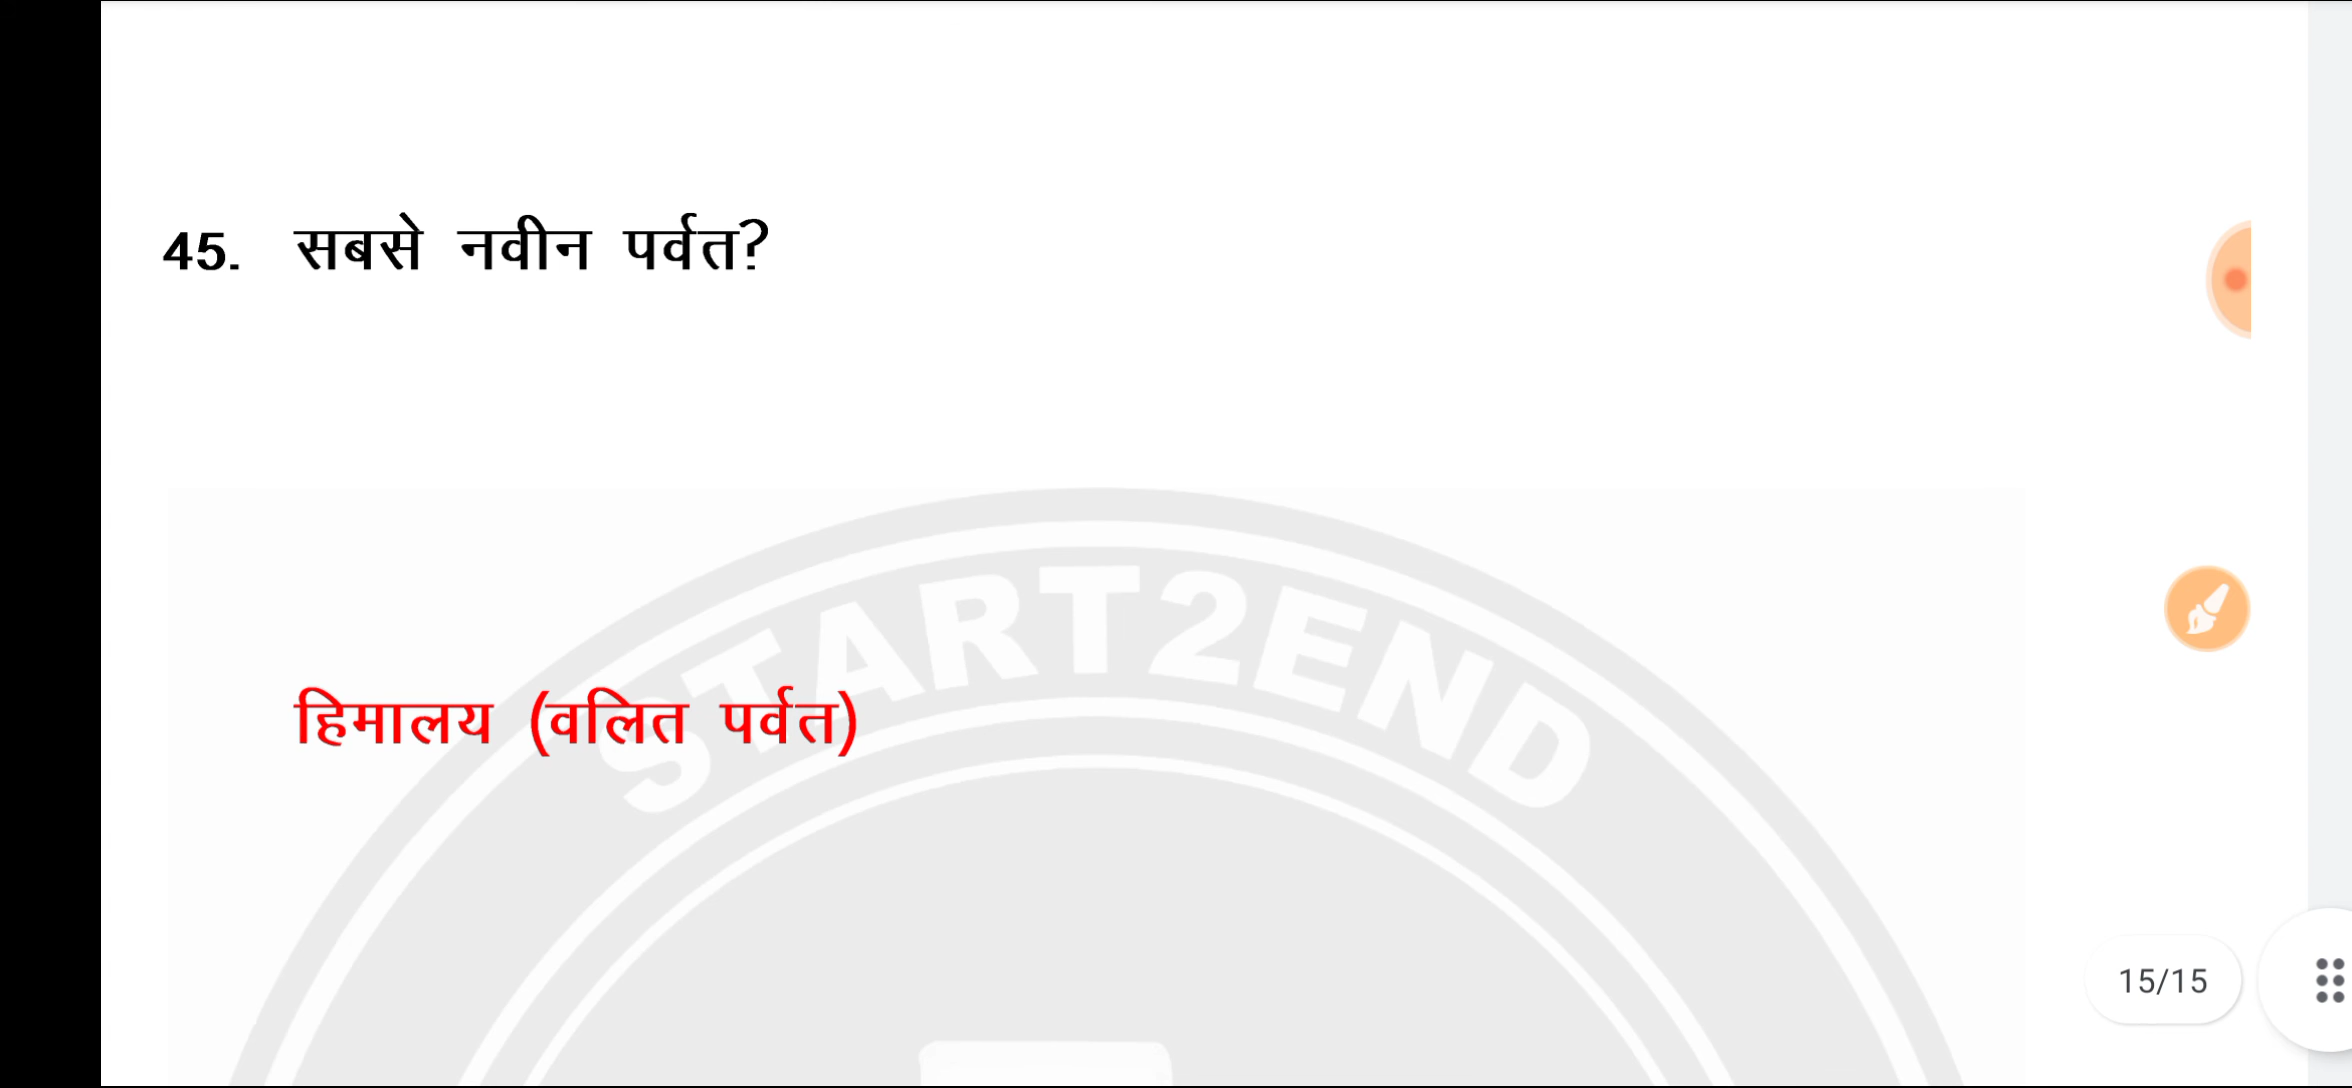 45. सबसे नवीन पर्वत?
START2END
हिमालय (वलित पर्वत)
15/15